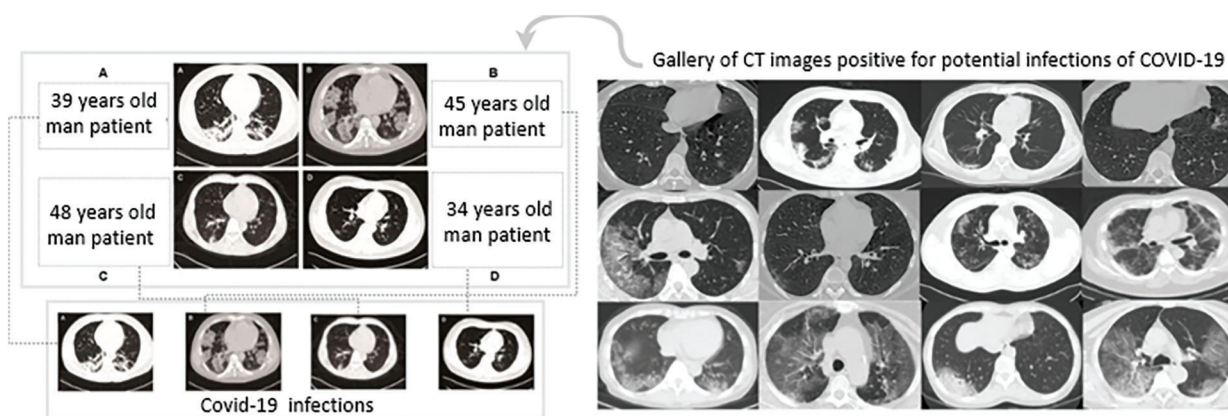 Gallery of CT images positive for potential infections of COVID-19
A
B
39 years old
man patient
A
B
45 years old
man patient
48 years old
man patient
C
D
34 years old
man patient
C
D
A
B
C
D
Covid-19 infections